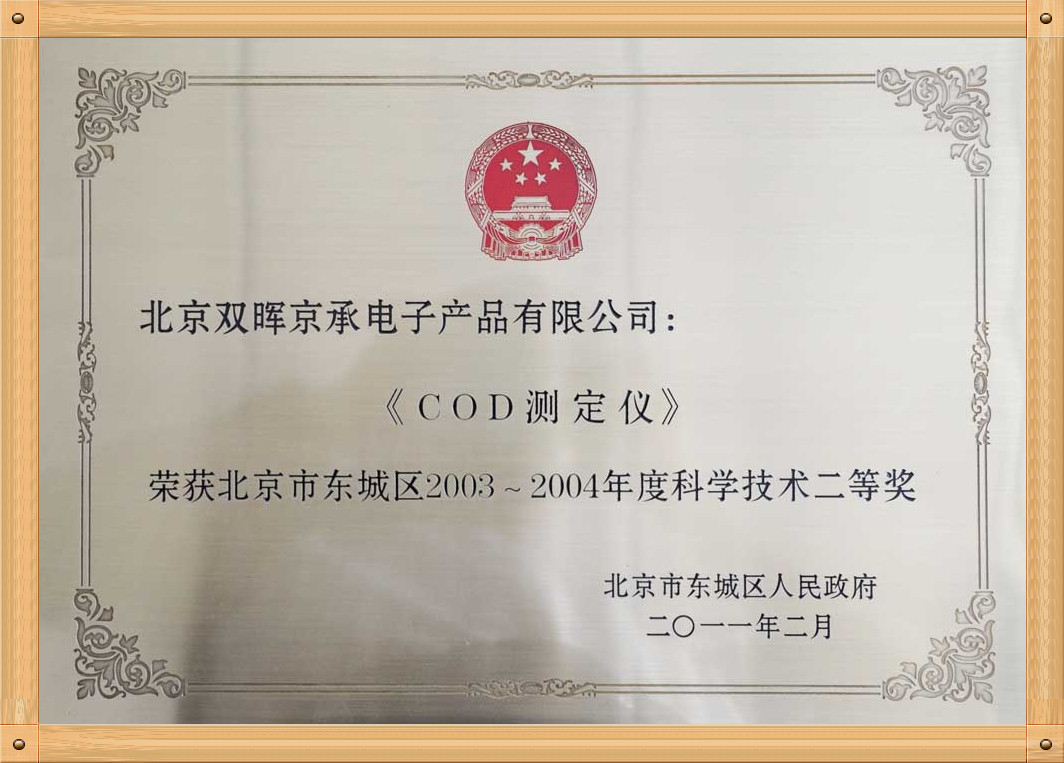 北京双晖京承电子产品有限公司：
《COD测定仪》
荣获北京市东城区2003~2004年度科学技术二等奖
北京市东城区人民政府
二〇一一年二月